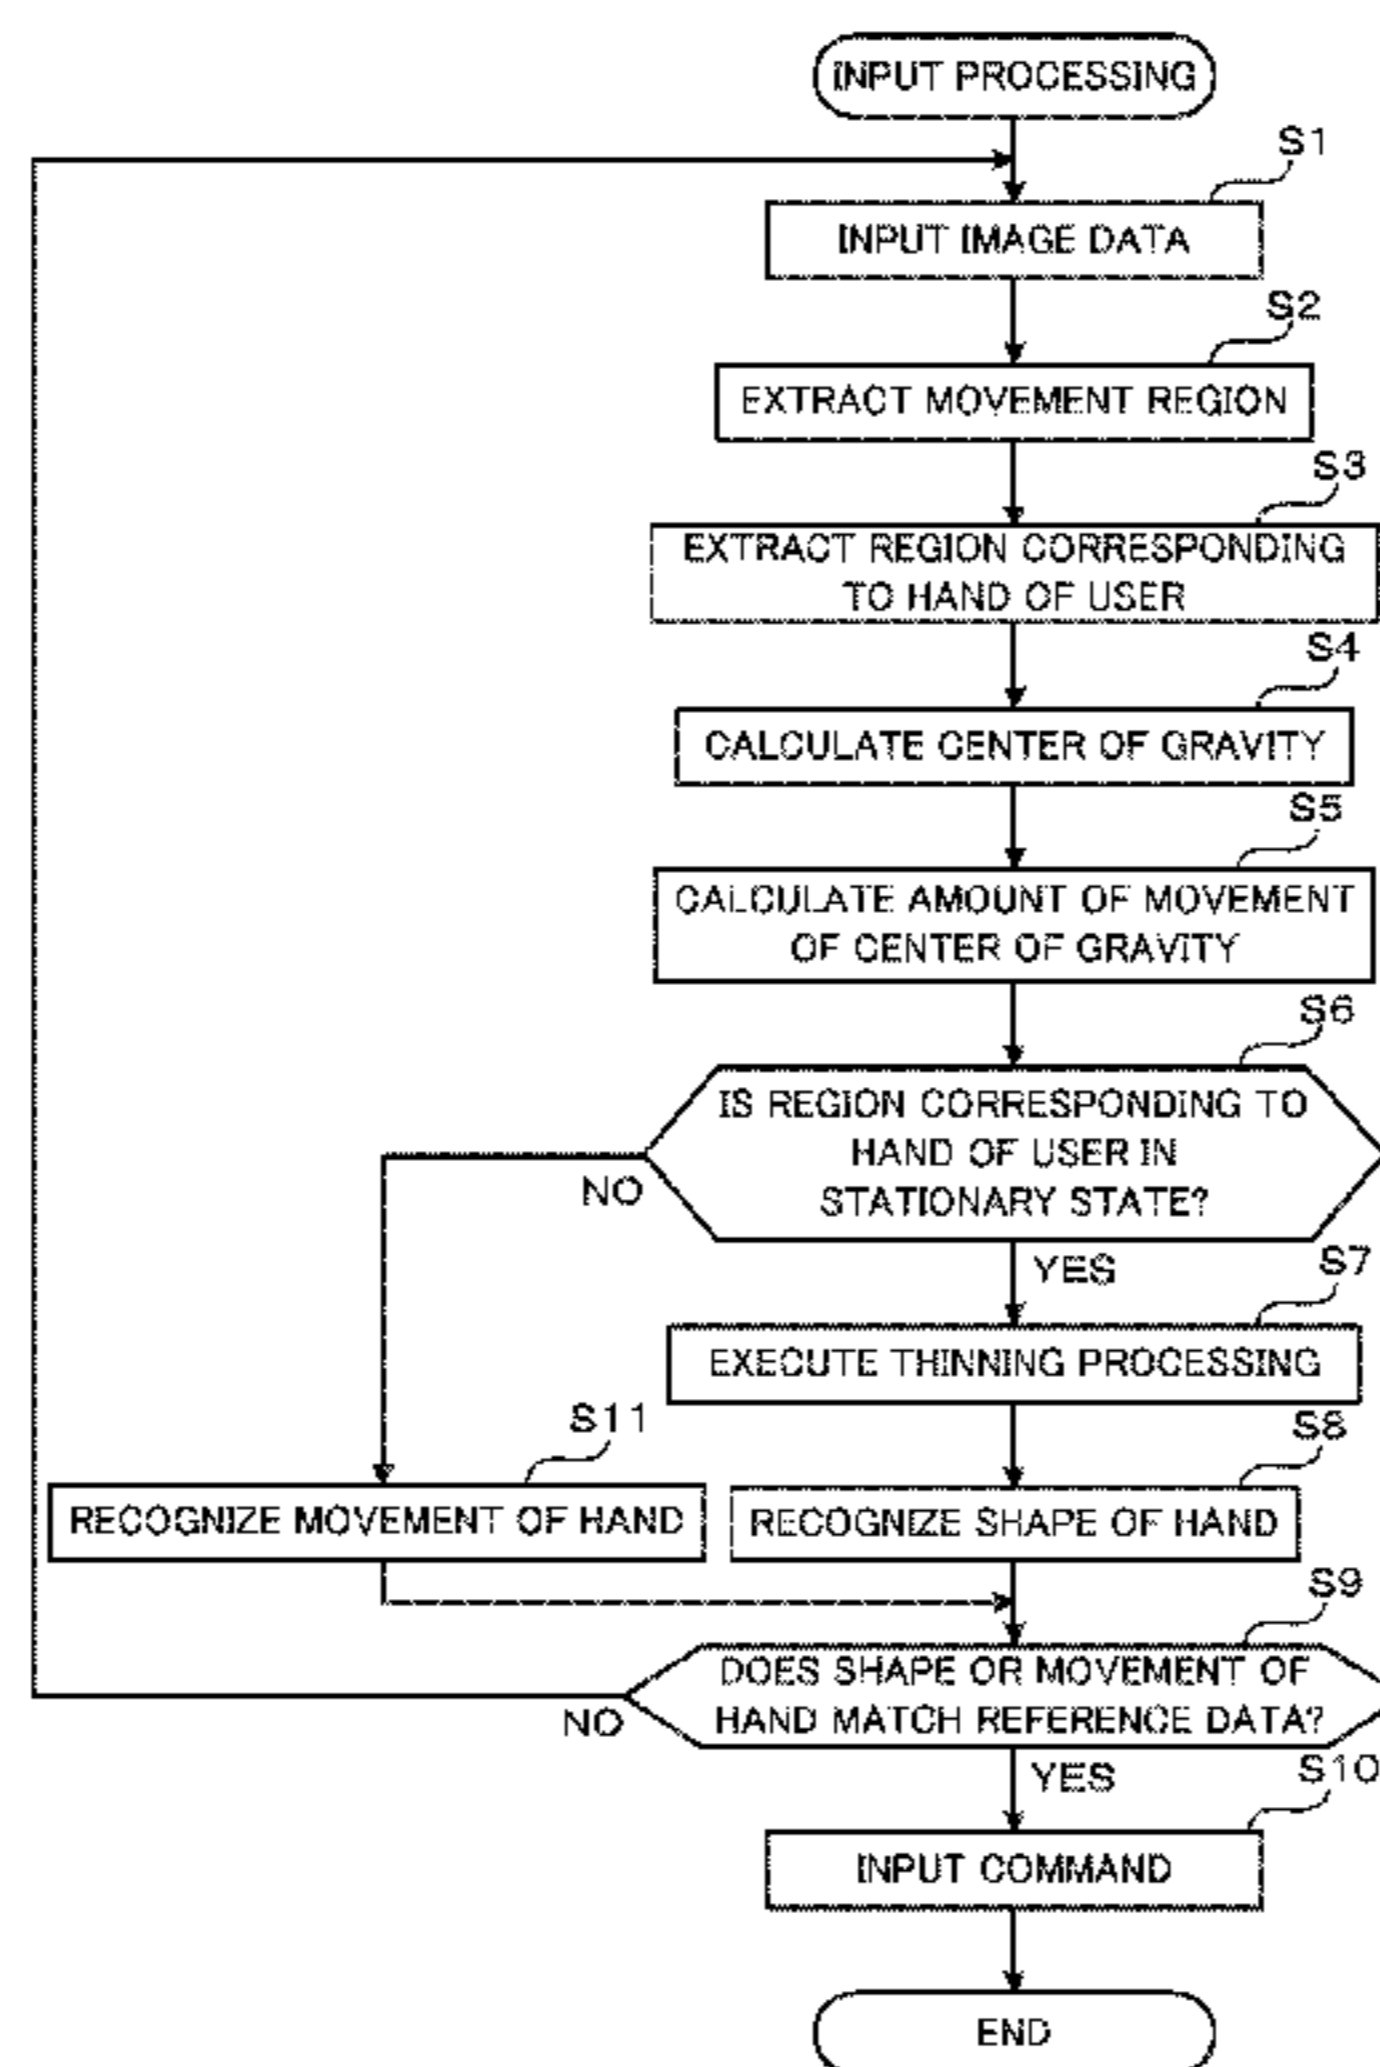 INPUT PROCESSING
S1
INPUT IMAGE DATA
S2
EXTRACT MOVEMENT REGION
S3
EXTRACT REGION CORRESPONDING
TO HAND OF USER
S4
CALCULATE CENTER OF GRAVITY
S5
CALCULATE AMOUNT OF MOVEMENT
OF CENTER OF GRAVITY
S6
IS REGION CORRESPONDING TO
HAND OF USER IN
STATIONARY STATE?
NO
YES
S7
EXECUTE THINNING PROCESSING
S11
S8
RECOGNIZE MOVEMENT OF HAND
RECOGNIZE SHAPE OF HAND
S9
DOES SHAPE OR MOVEMENT OF
HAND MATCH REFERENCE DATA?
NO
YES
S10
INPUT COMMAND
END